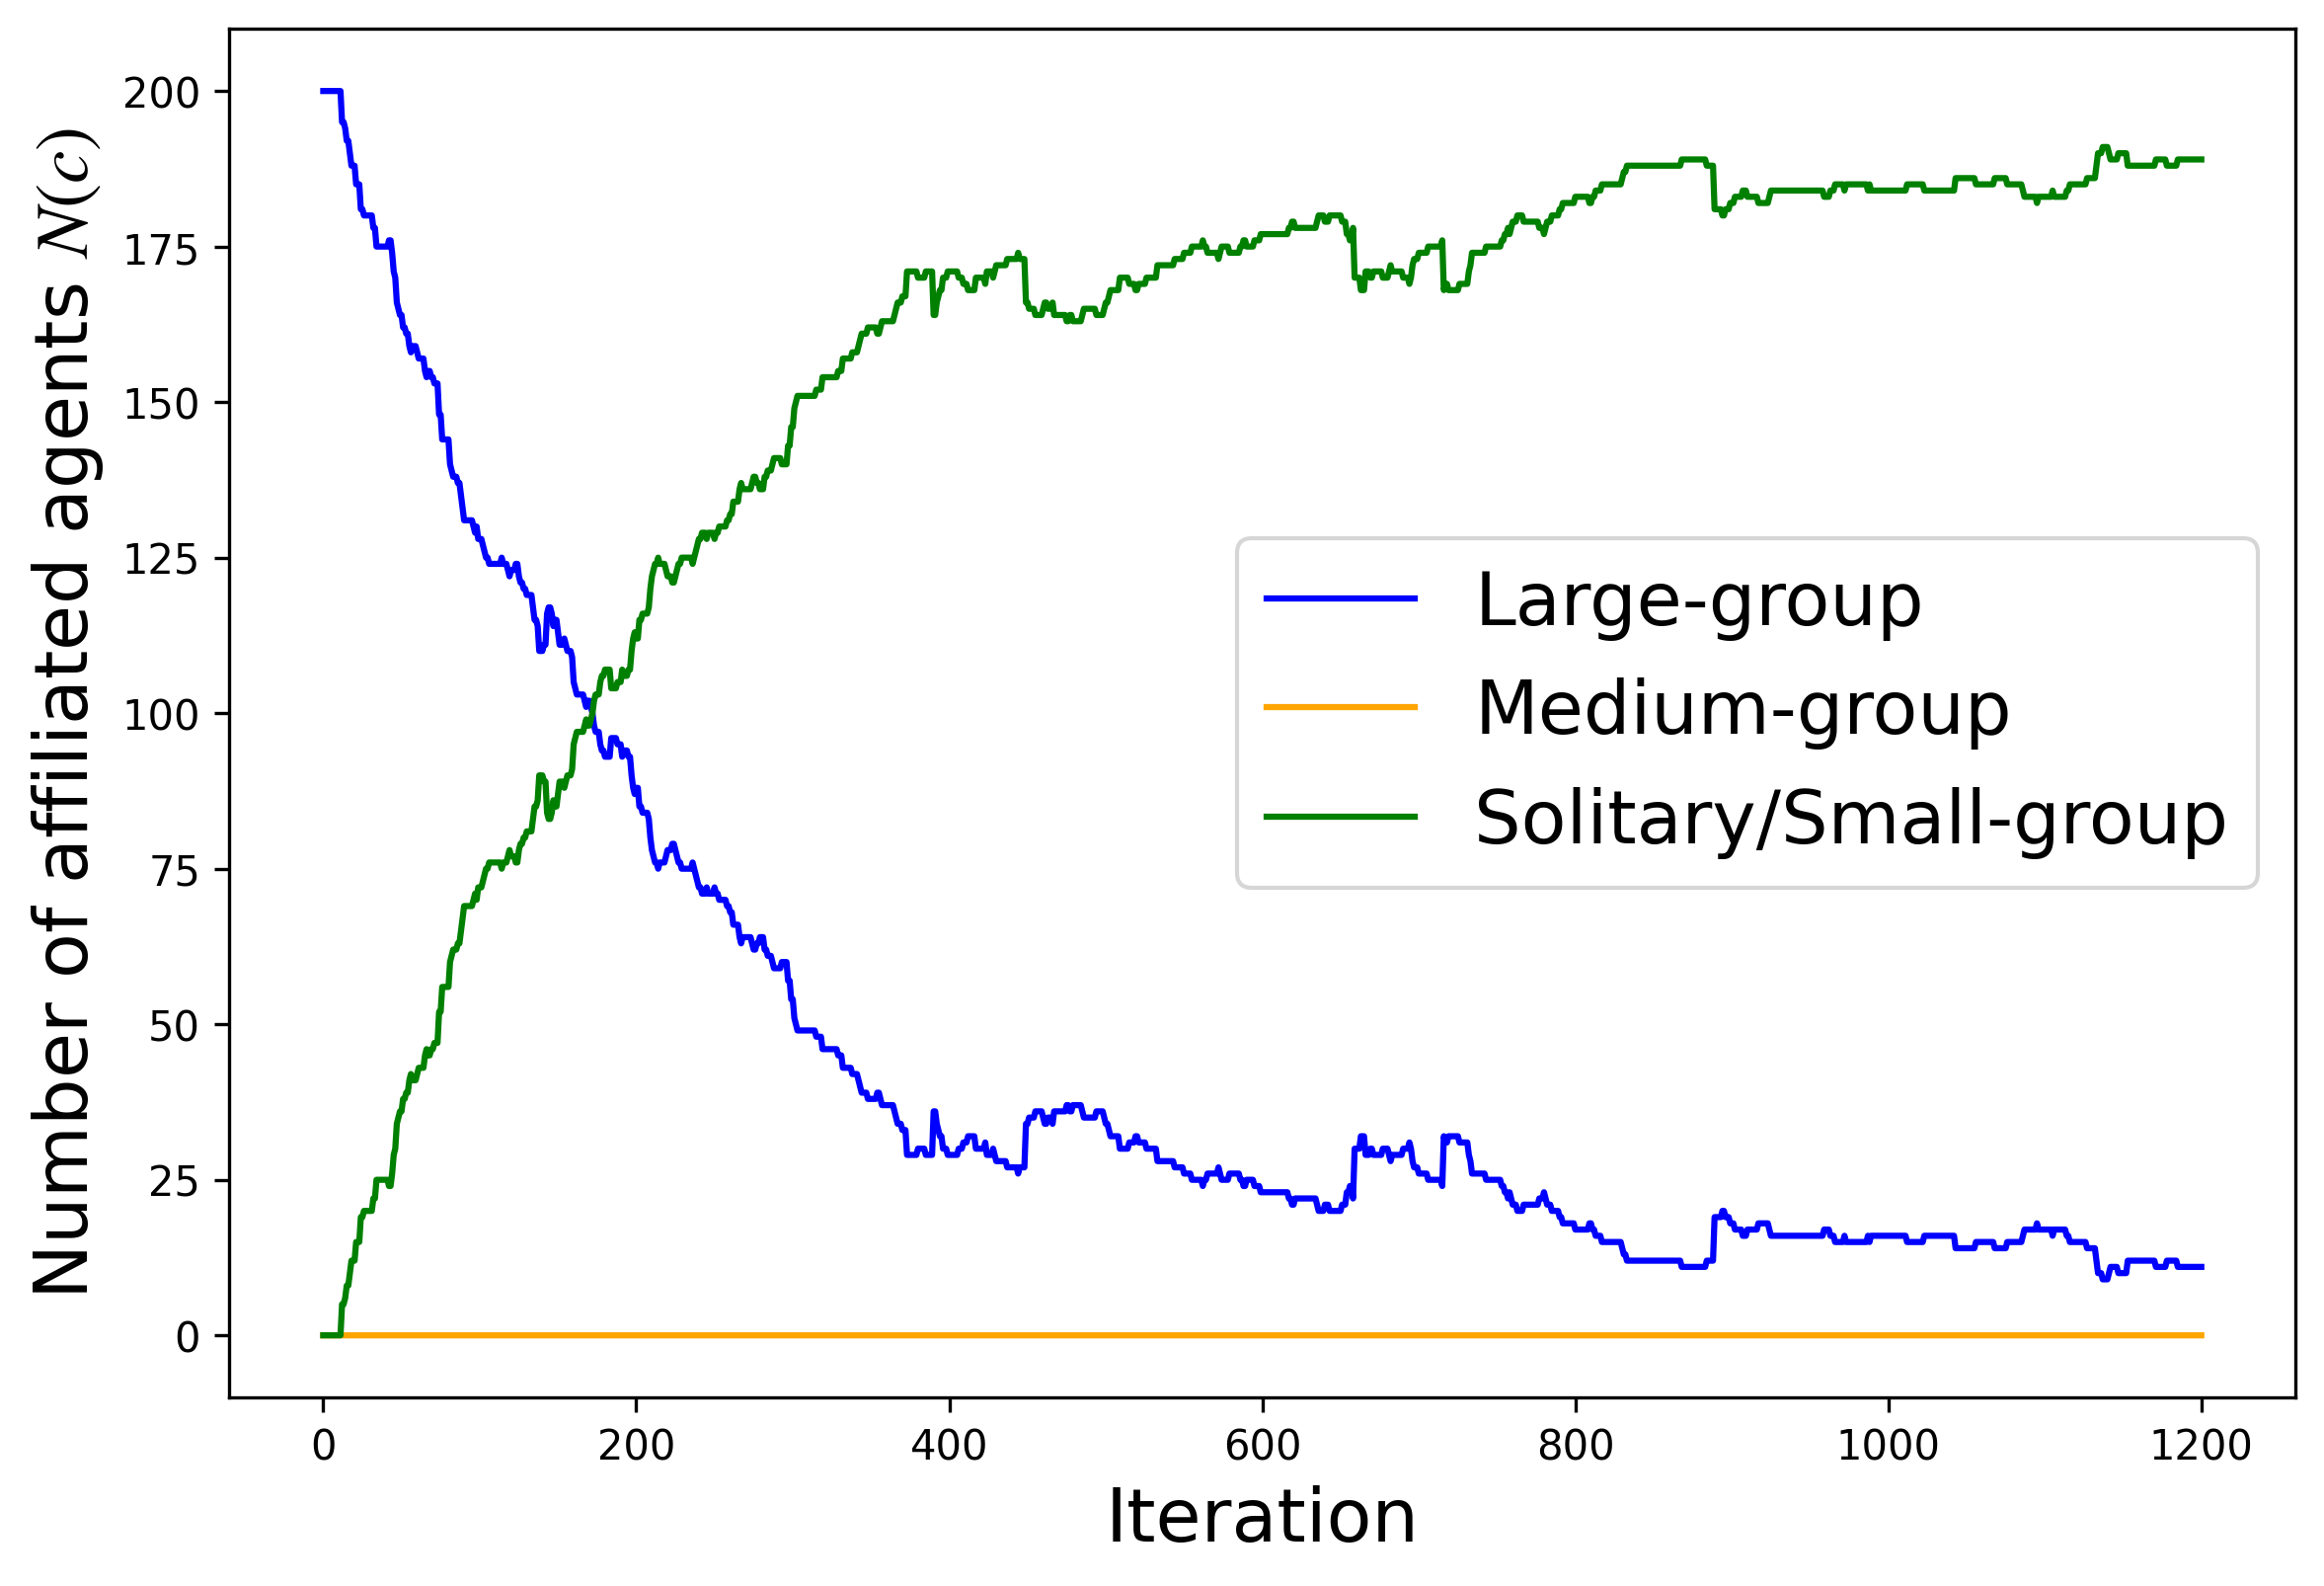 Number of affiliated agents N(c)
200
175
150
125
100
75
50
25
0
0 200 400 600 800 1000 1200
Iteration
Large-group
Medium-group
Solitary/Small-group